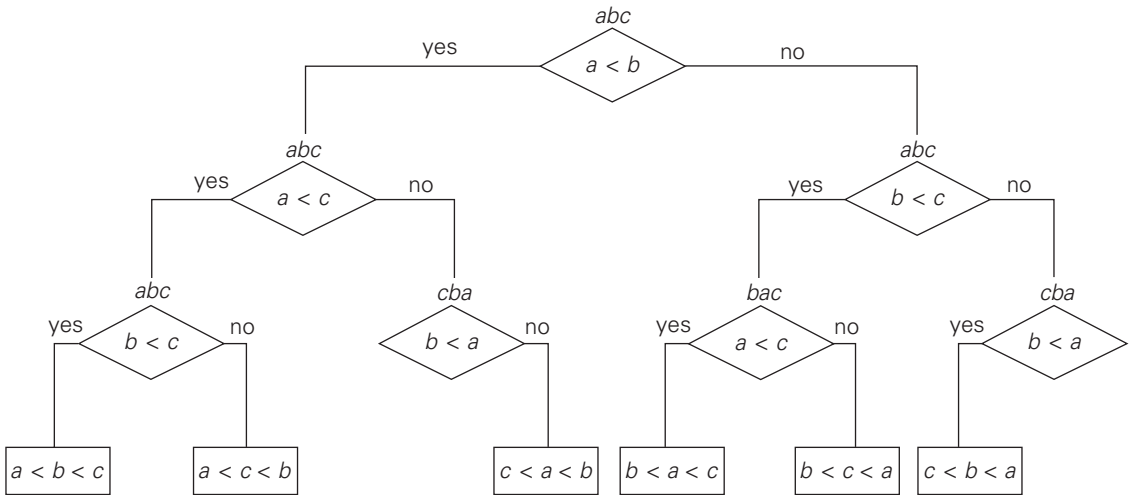 abc
yes
a < b
no
abc
abc
yes
a < c
no
yes
b < c
no
abc
cba
bac
cba
yes
b < c
no
b < a
no
yes
a < c
no
yes
b < a
a < b < c
a < c < b
c < a < b
b < a < c
b < c < a
c < b < a